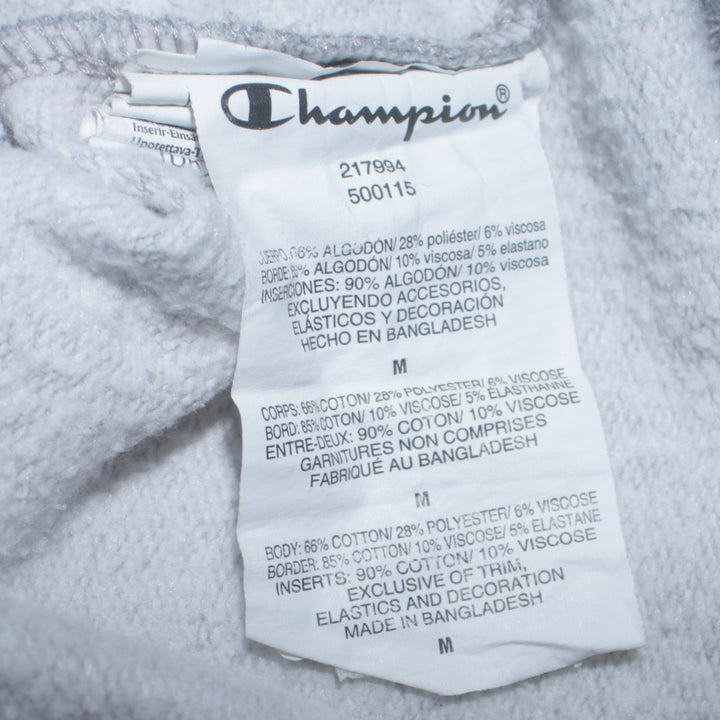 Champion®
Inserir-Einsa
Upotettava-T
217994
500115
CUERPO: 66% ALGODÓN/ 28% poliéster/ 6% viscosa
BORDE: 85% ALGODÓN/ 10% viscosa/ 5% elastano
INSERCIONES: 90% ALGODÓN/ 10% viscosa
EXCLUYENDO ACCESORIOS,
ELÁSTICOS Y DECORACIÓN
HECHO EN BANGLADESH
M
CORPS: 66% COTON/ 28% POLYESTER/ 6% VISCOSE
BORD: 85% COTON/ 10% VISCOSE/ 5% ELASTHANNE
ENTRE-DEUX: 90% COTON/ 10% VISCOSE
GARNITURES NON COMPRISES
FABRIQUÉ AU BANGLADESH
M
BODY: 66% COTTON/ 28% POLYESTER/ 6% VISCOSE
BORDER: 85% COTTON/ 10% VISCOSE/ 5% ELASTANE
INSERTS: 90% COTTON/ 10% VISCOSE
EXCLUSIVE OF TRIM,
ELASTICS AND DECORATION
MADE IN BANGLADESH
M